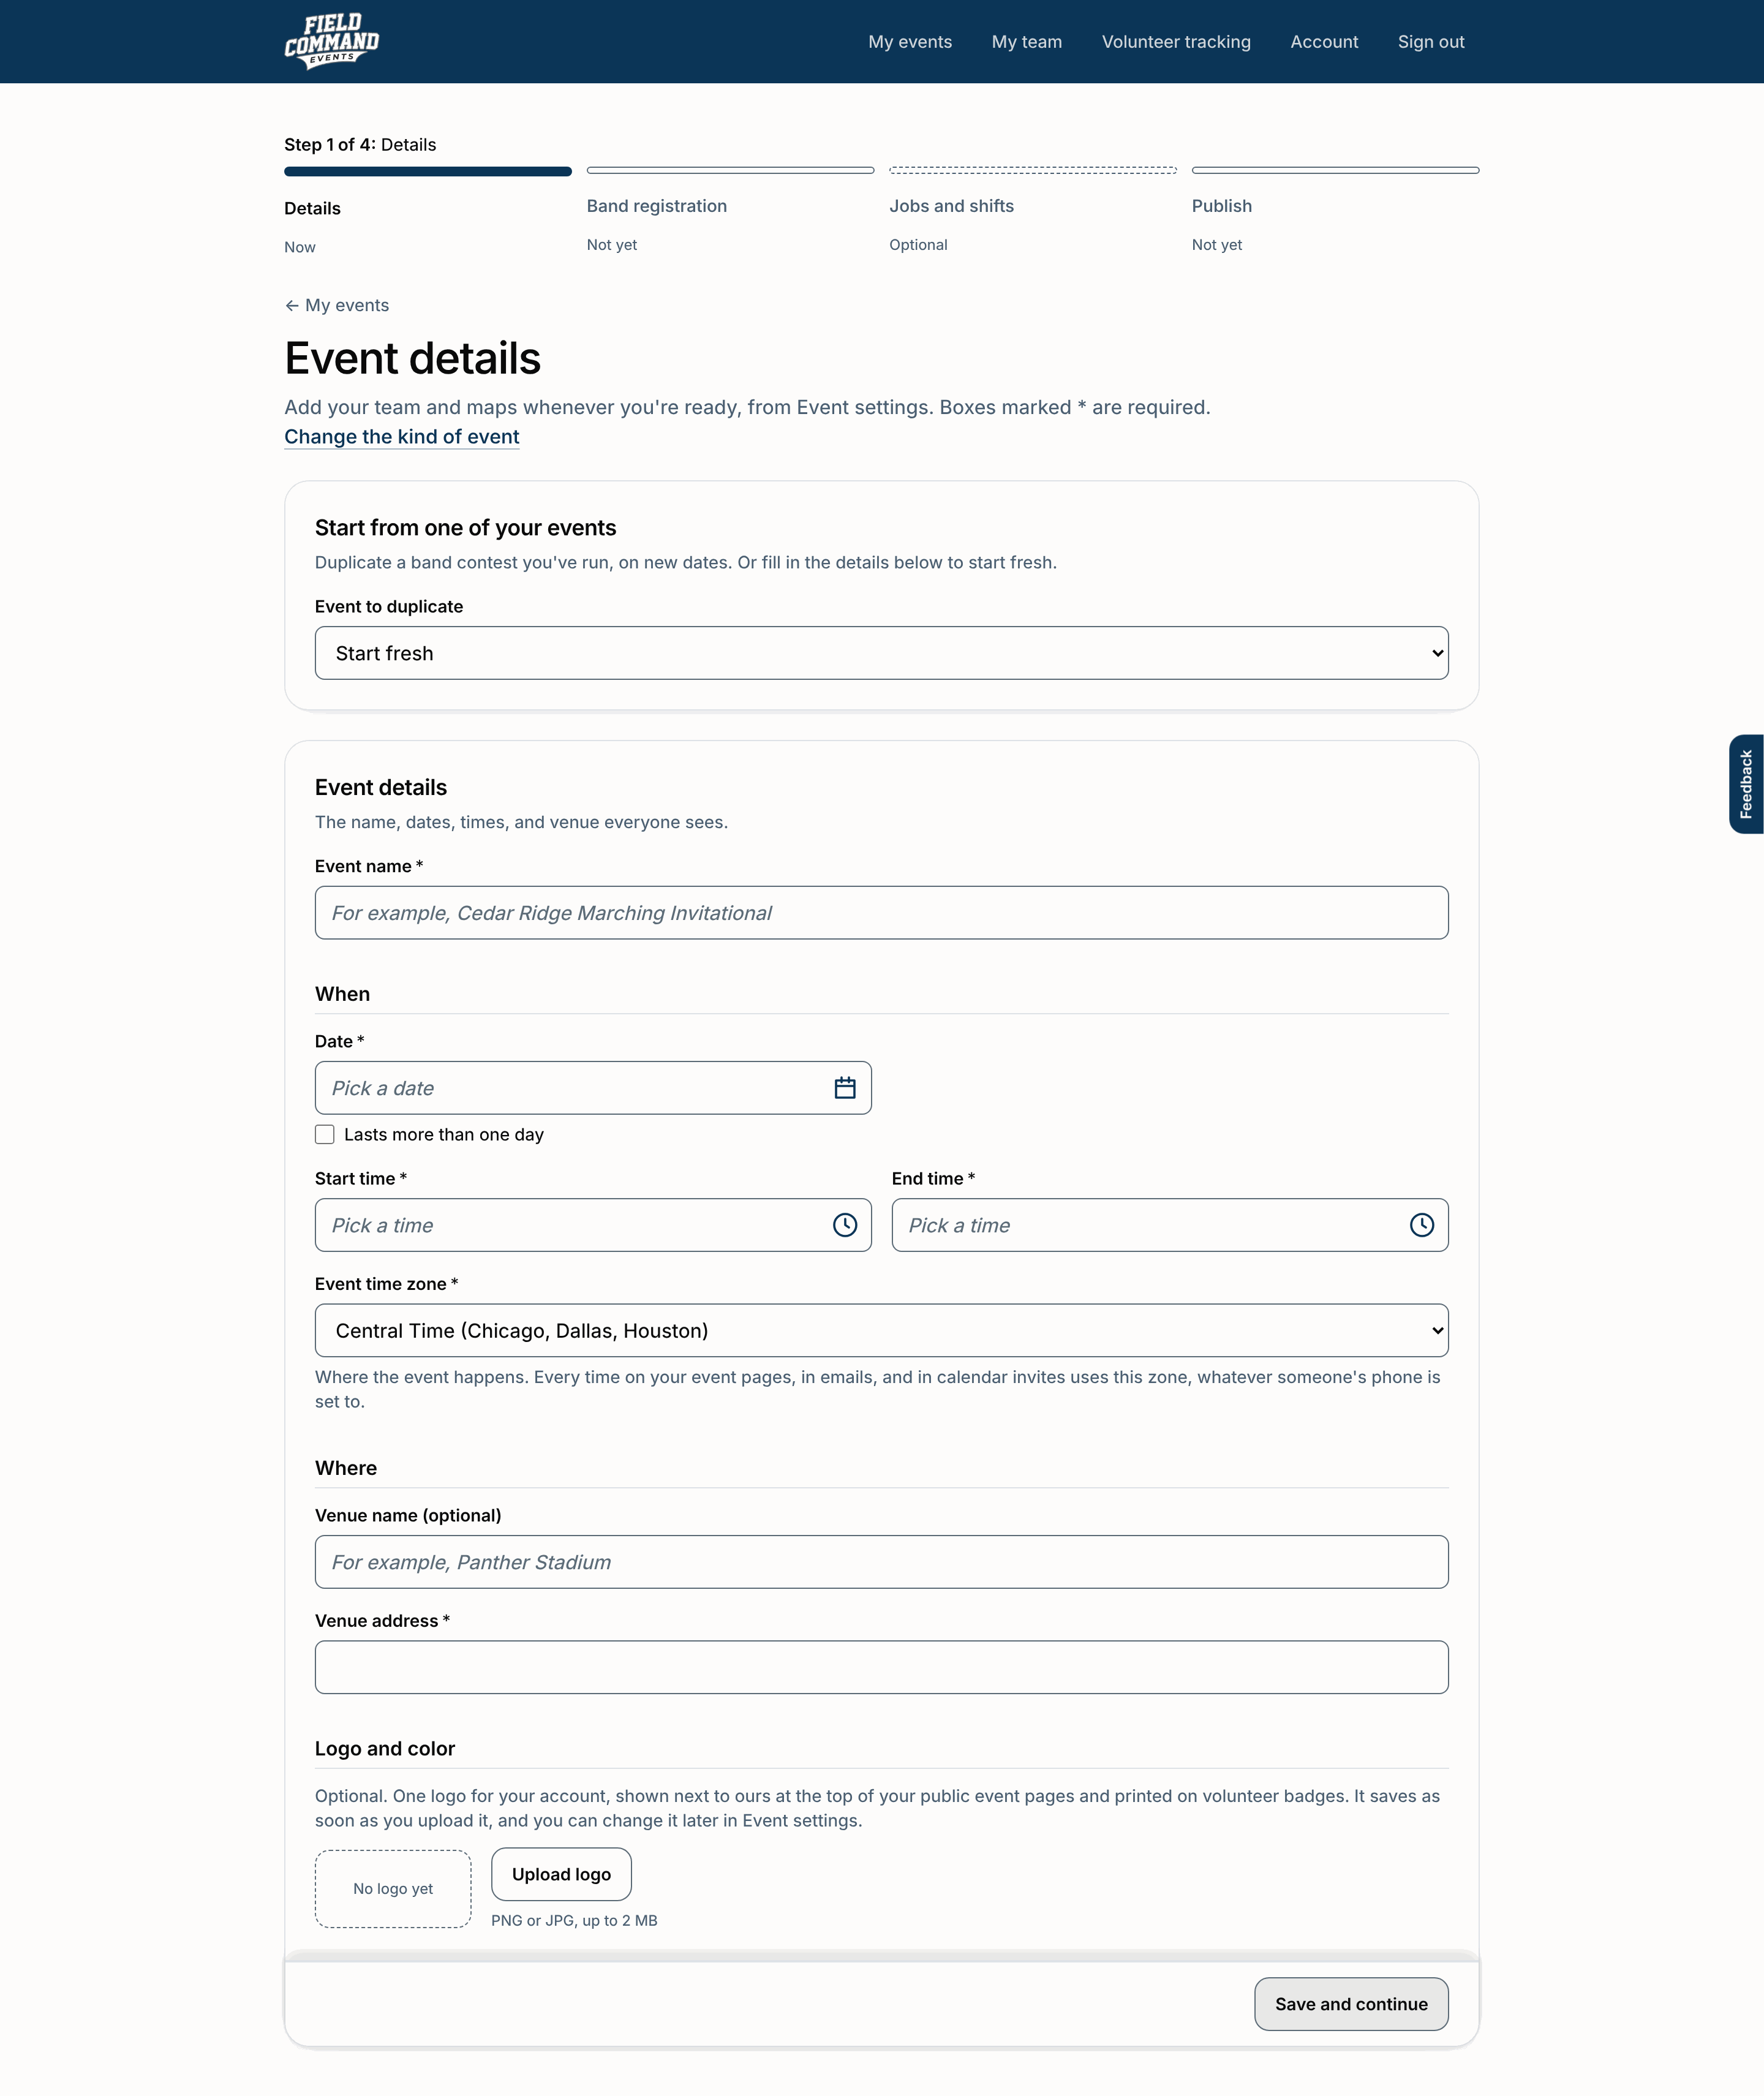 FIELD
COMMAND
EVENTS
My events
My team
Volunteer tracking
Account
Sign out
Step 1 of 4: Details
Details
Now
Band registration
Not yet
Jobs and shifts
Optional
Publish
Not yet
← My events
Event details
Add your team and maps whenever you're ready, from Event settings. Boxes marked * are required.
Change the kind of event
Start from one of your events
Duplicate a band contest you've run, on new dates. Or fill in the details below to start fresh.
Event to duplicate
Start fresh
Feedback
Event details
The name, dates, times, and venue everyone sees.
Event name *
For example, Cedar Ridge Marching Invitational
When
Date *
Pick a date
Lasts more than one day
Start time *
End time *
Pick a time
Pick a time
Event time zone *
Central Time (Chicago, Dallas, Houston)
Where the event happens. Every time on your event pages, in emails, and in calendar invites uses this zone, whatever someone's phone is
set to.
Where
Venue name (optional)
For example, Panther Stadium
Venue address *
Logo and color
Optional. One logo for your account, shown next to ours at the top of your public event pages and printed on volunteer badges. It saves as
soon as you upload it, and you can change it later in Event settings.
No logo yet
Upload logo
PNG or JPG, up to 2 MB
Save and continue